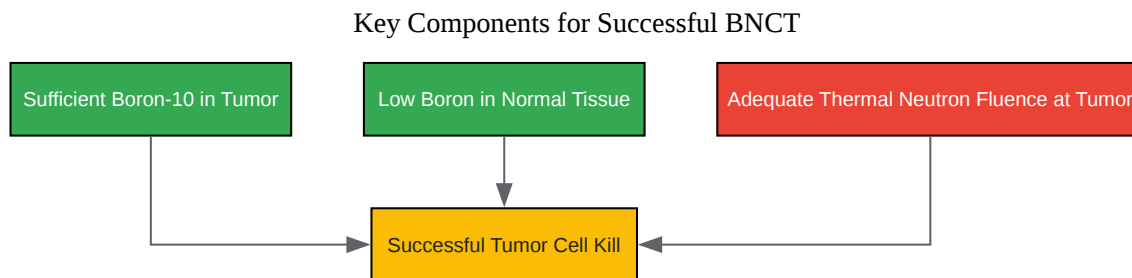 Key Components for Successful BNCT
Sufficient Boron-10 in Tumor
Low Boron in Normal Tissue
Adequate Thermal Neutron Fluence at Tumor
Successful Tumor Cell Kill